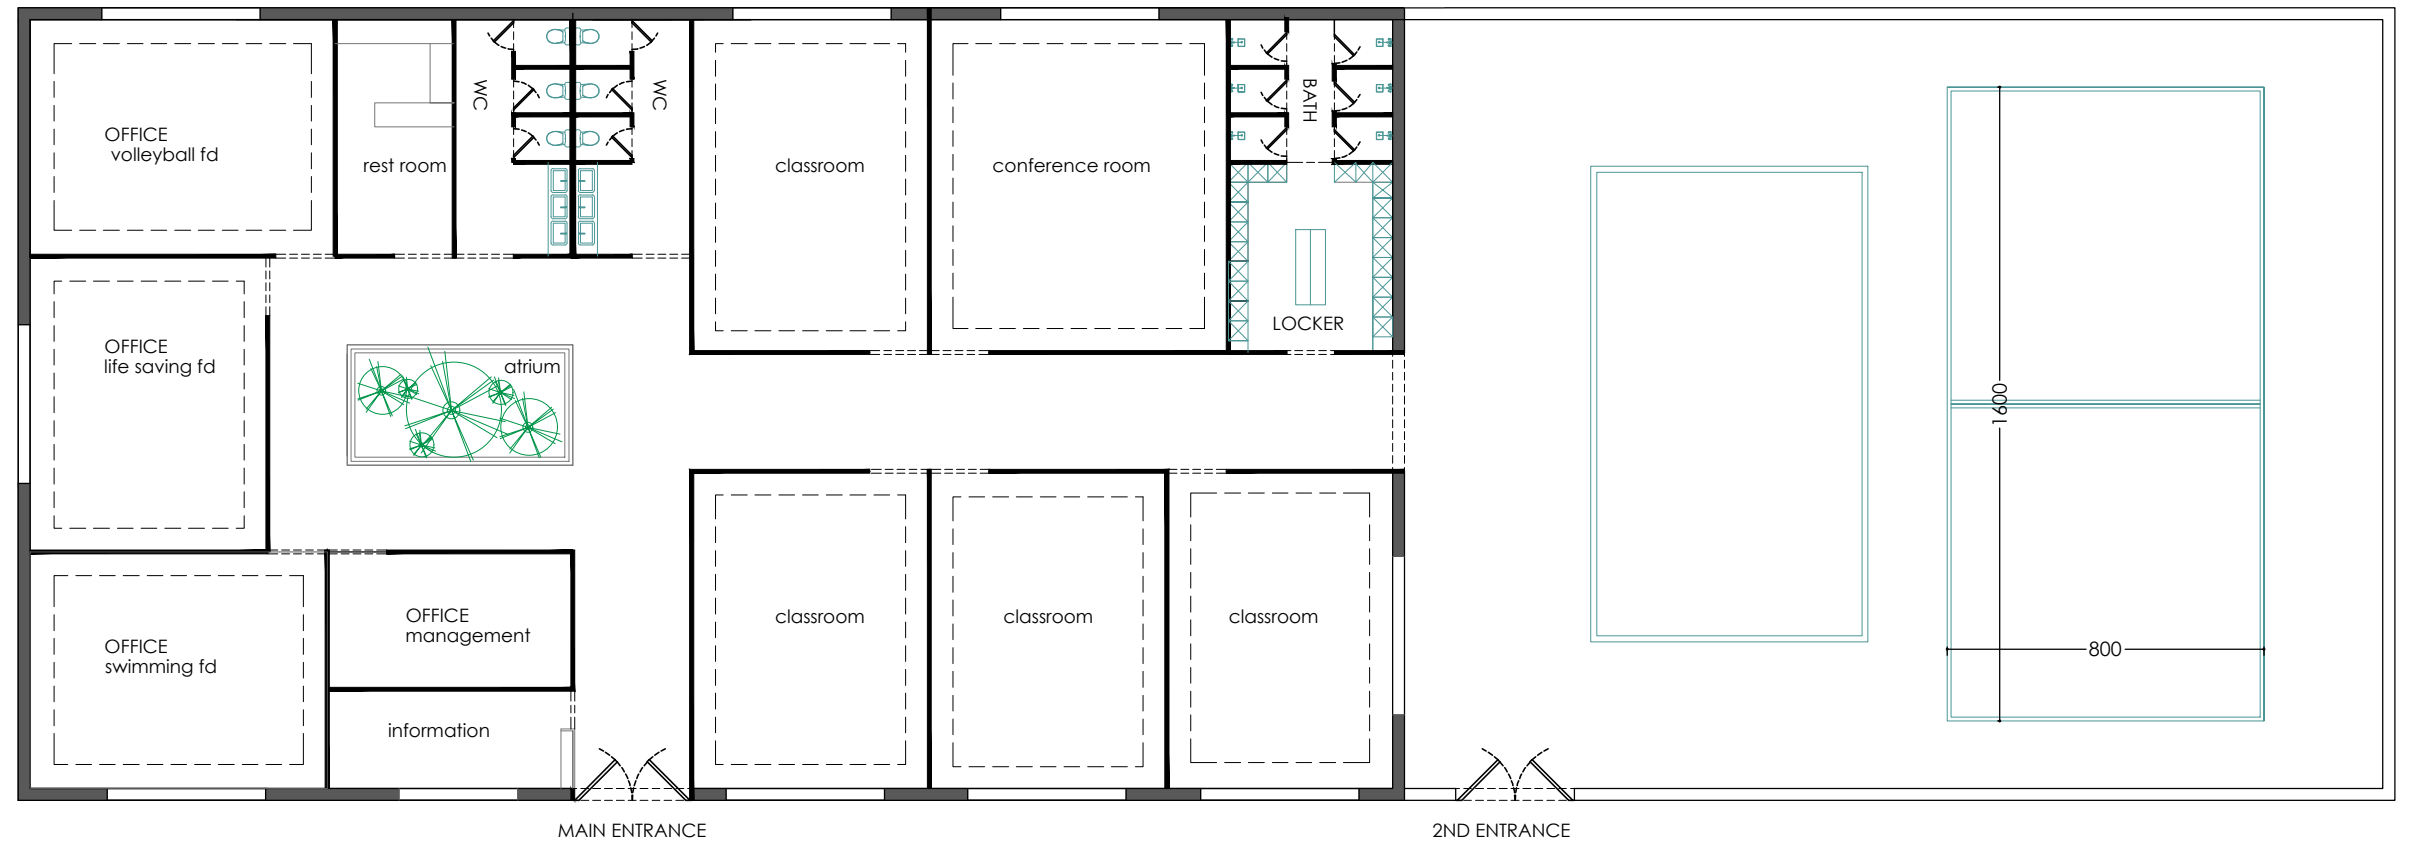 OFFICE
volleyball fd
rest room
WC
WC
classroom
conference room
BATH
LOCKER
OFFICE
life saving fd
atrium
1600
OFFICE
swimming fd
OFFICE
management
information
classroom
classroom
classroom
800
MAIN ENTRANCE
2ND ENTRANCE